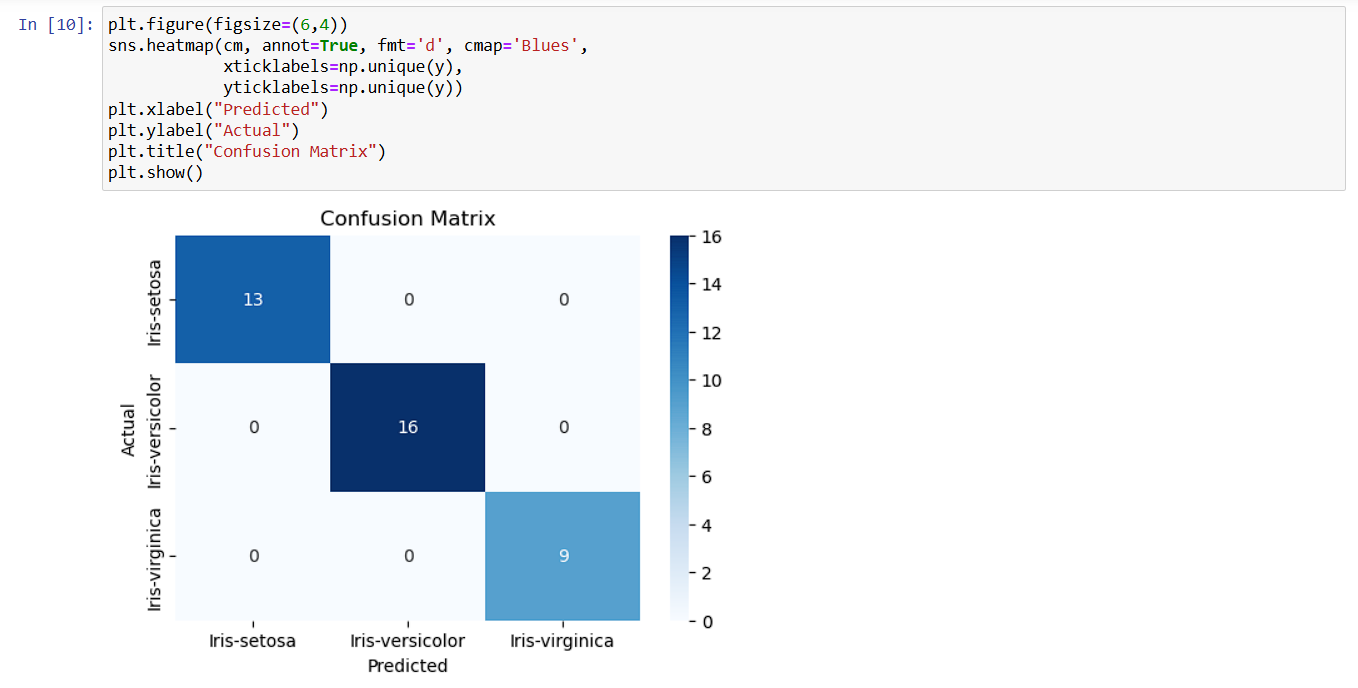 In [10]: plt.figure(figsize=(6,4))
sns.heatmap(cm, annot=True, fmt='d', cmap='Blues',
            xticklabels=np.unique(y),
            yticklabels=np.unique(y))
plt.xlabel("Predicted")
plt.ylabel("Actual")
plt.title("Confusion Matrix")
plt.show()
Confusion Matrix
Actual
Iris-setosa
13 0 0
Iris-versicolor
0 16 0
Iris-virginica
0 0 9
Iris-setosa Iris-versicolor Iris-virginica
Predicted
16
14
12
10
8
6
4
2
0